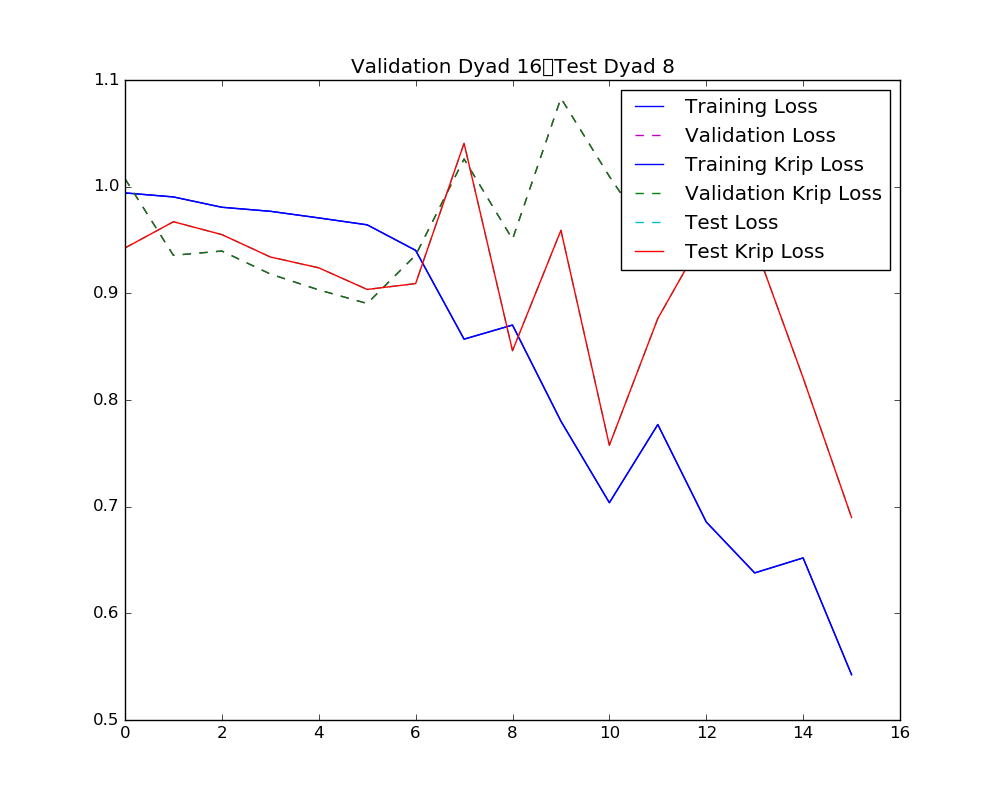 Validation Dyad 16▯Test Dyad 8
1.1
1.0
0.9
0.8
0.7
0.6
0.5
0 2 4 6 8 10 12 14 16
Training Loss
Validation Loss
Training Krip Loss
Validation Krip Loss
Test Loss
Test Krip Loss